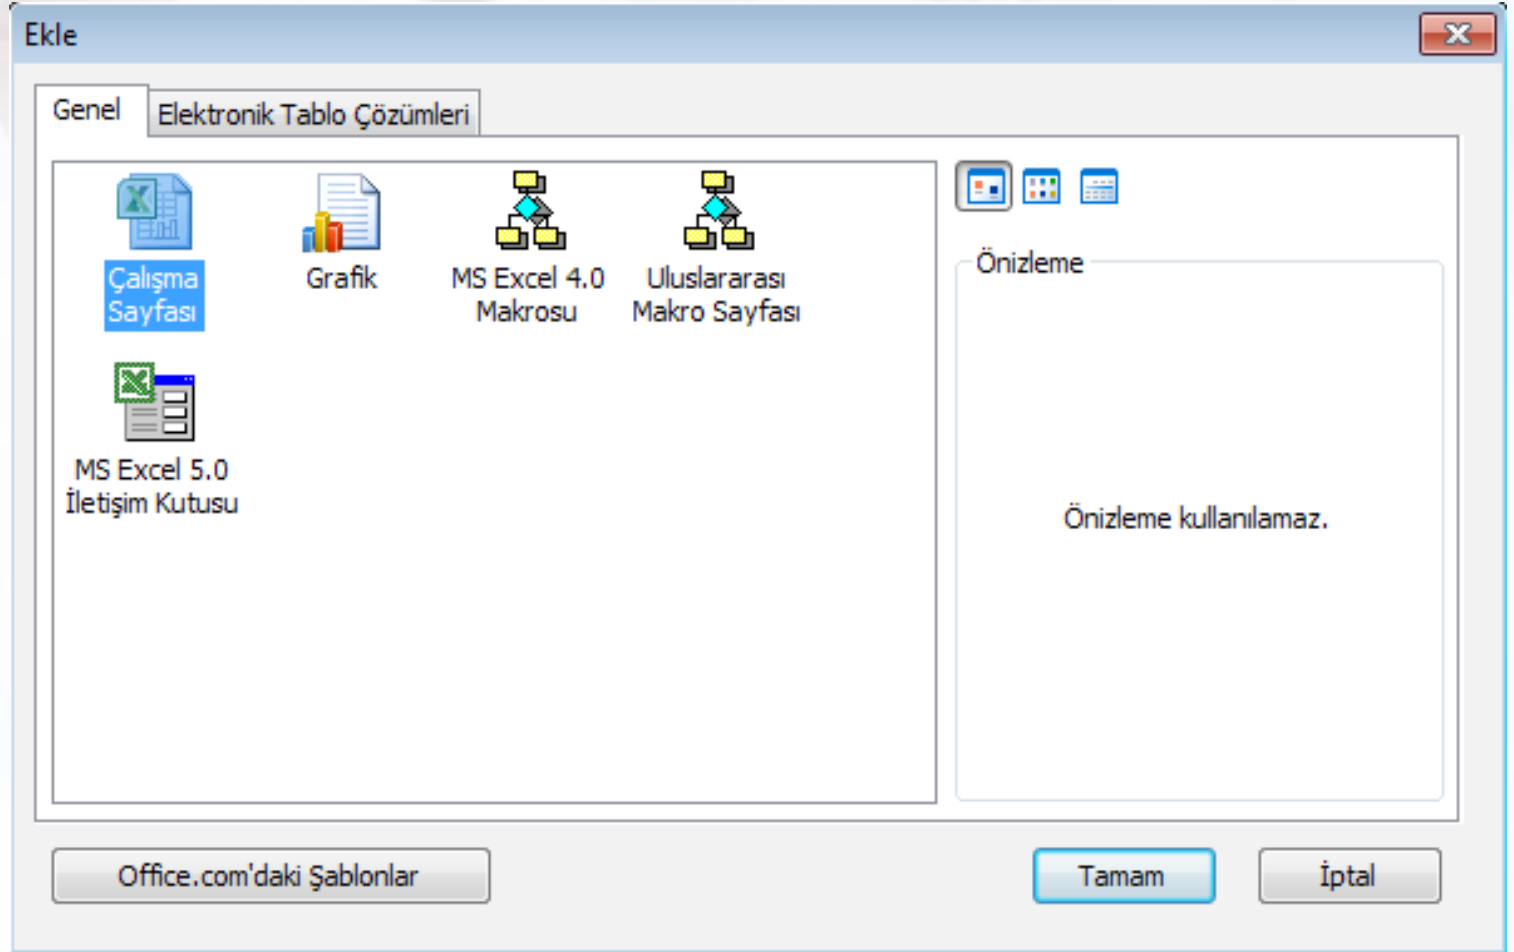 Ekle
Genel
Elektronik Tablo Çözümleri
Çalışma
Sayfası
Grafik
MS Excel 4.0
Makrosu
Uluslararası
Makro Sayfası
MS Excel 5.0
İletişim Kutusu
Önizleme
Önizleme kullanılamaz.
Office.com'daki Şablonlar
Tamam
İptal